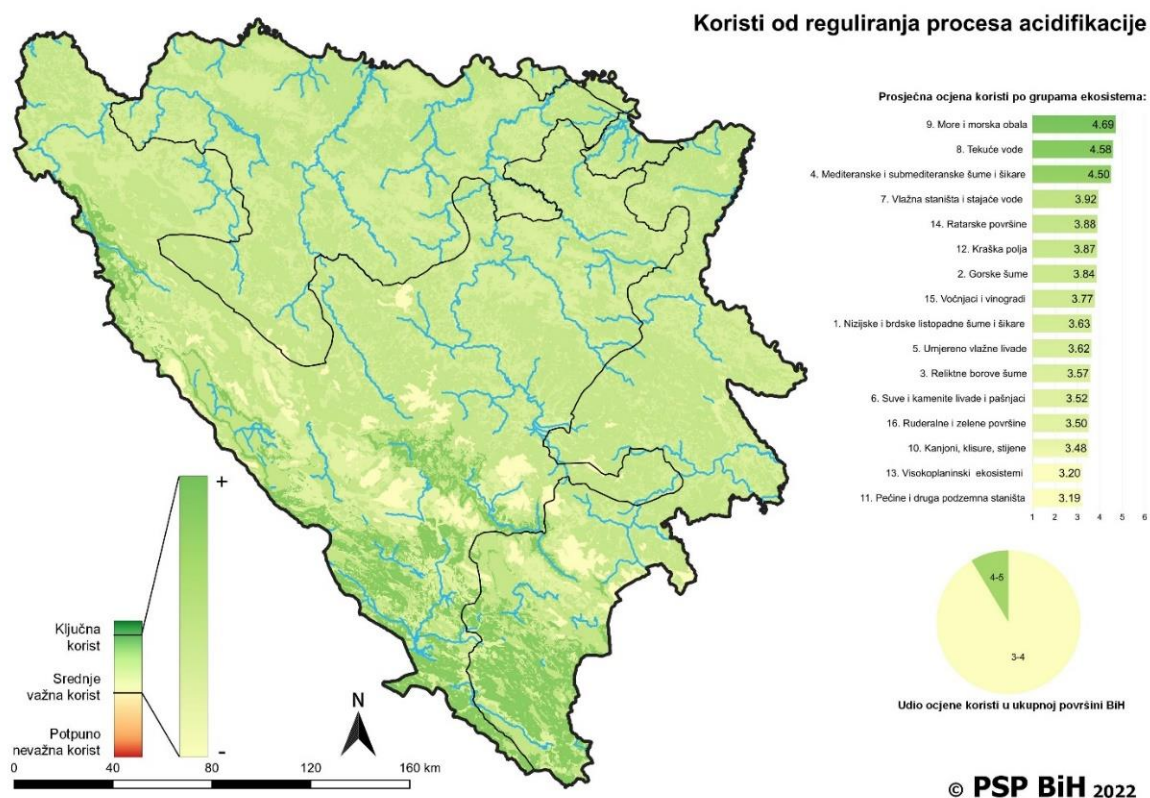 Koristi od reguliranja procesa acidifikacije
Prosječna ocjena koristi po grupama ekosistema:
9. More i morska obala 4.69
8. Tekuće vode 4.58
4. Mediteranske i submediteranske šume i šikare 4.50
7. Vlažna staništa i stajaće vode 3.92
14. Ratarske površine 3.88
12. Kraška polja 3.87
2. Gorske šume 3.84
15. Voćnjaci i vinogradi 3.77
1. Nizijske i brdske listopadne šume i šikare 3.63
5. Umjereno vlažne livade 3.62
3. Reliktne borove šume 3.57
6. Suve i kamenite livade i pašnjaci 3.52
16. Ruderalne i zelene površine 3.50
10. Kanjoni, klisure, stijene 3.48
13. Visokoplaninski ekosistemi 3.20
11. Pećine i druga podzemna staništa 3.19
1 2 3 4 5 6
4-5
3-4
Udio ocjene koristi u ukupnoj površini BiH
+
-
Ključna
korist
Srednje
važna korist
Potpuno
nevažna korist
N
0 40 80 120 160 km
© PSP BiH 2022